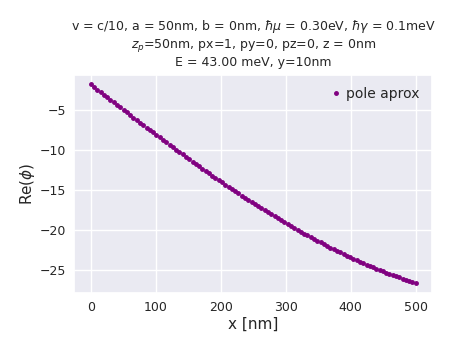 v = c/10, a = 50nm, b = 0nm, ℏμ = 0.30eV, ℏγ = 0.1meV
zₚ=50nm, px=1, py=0, pz=0, z = 0nm
E = 43.00 meV, y=10nm
pole aprox
Re(ϕ)
−5
−10
−15
−20
−25
0 100 200 300 400 500
x [nm]